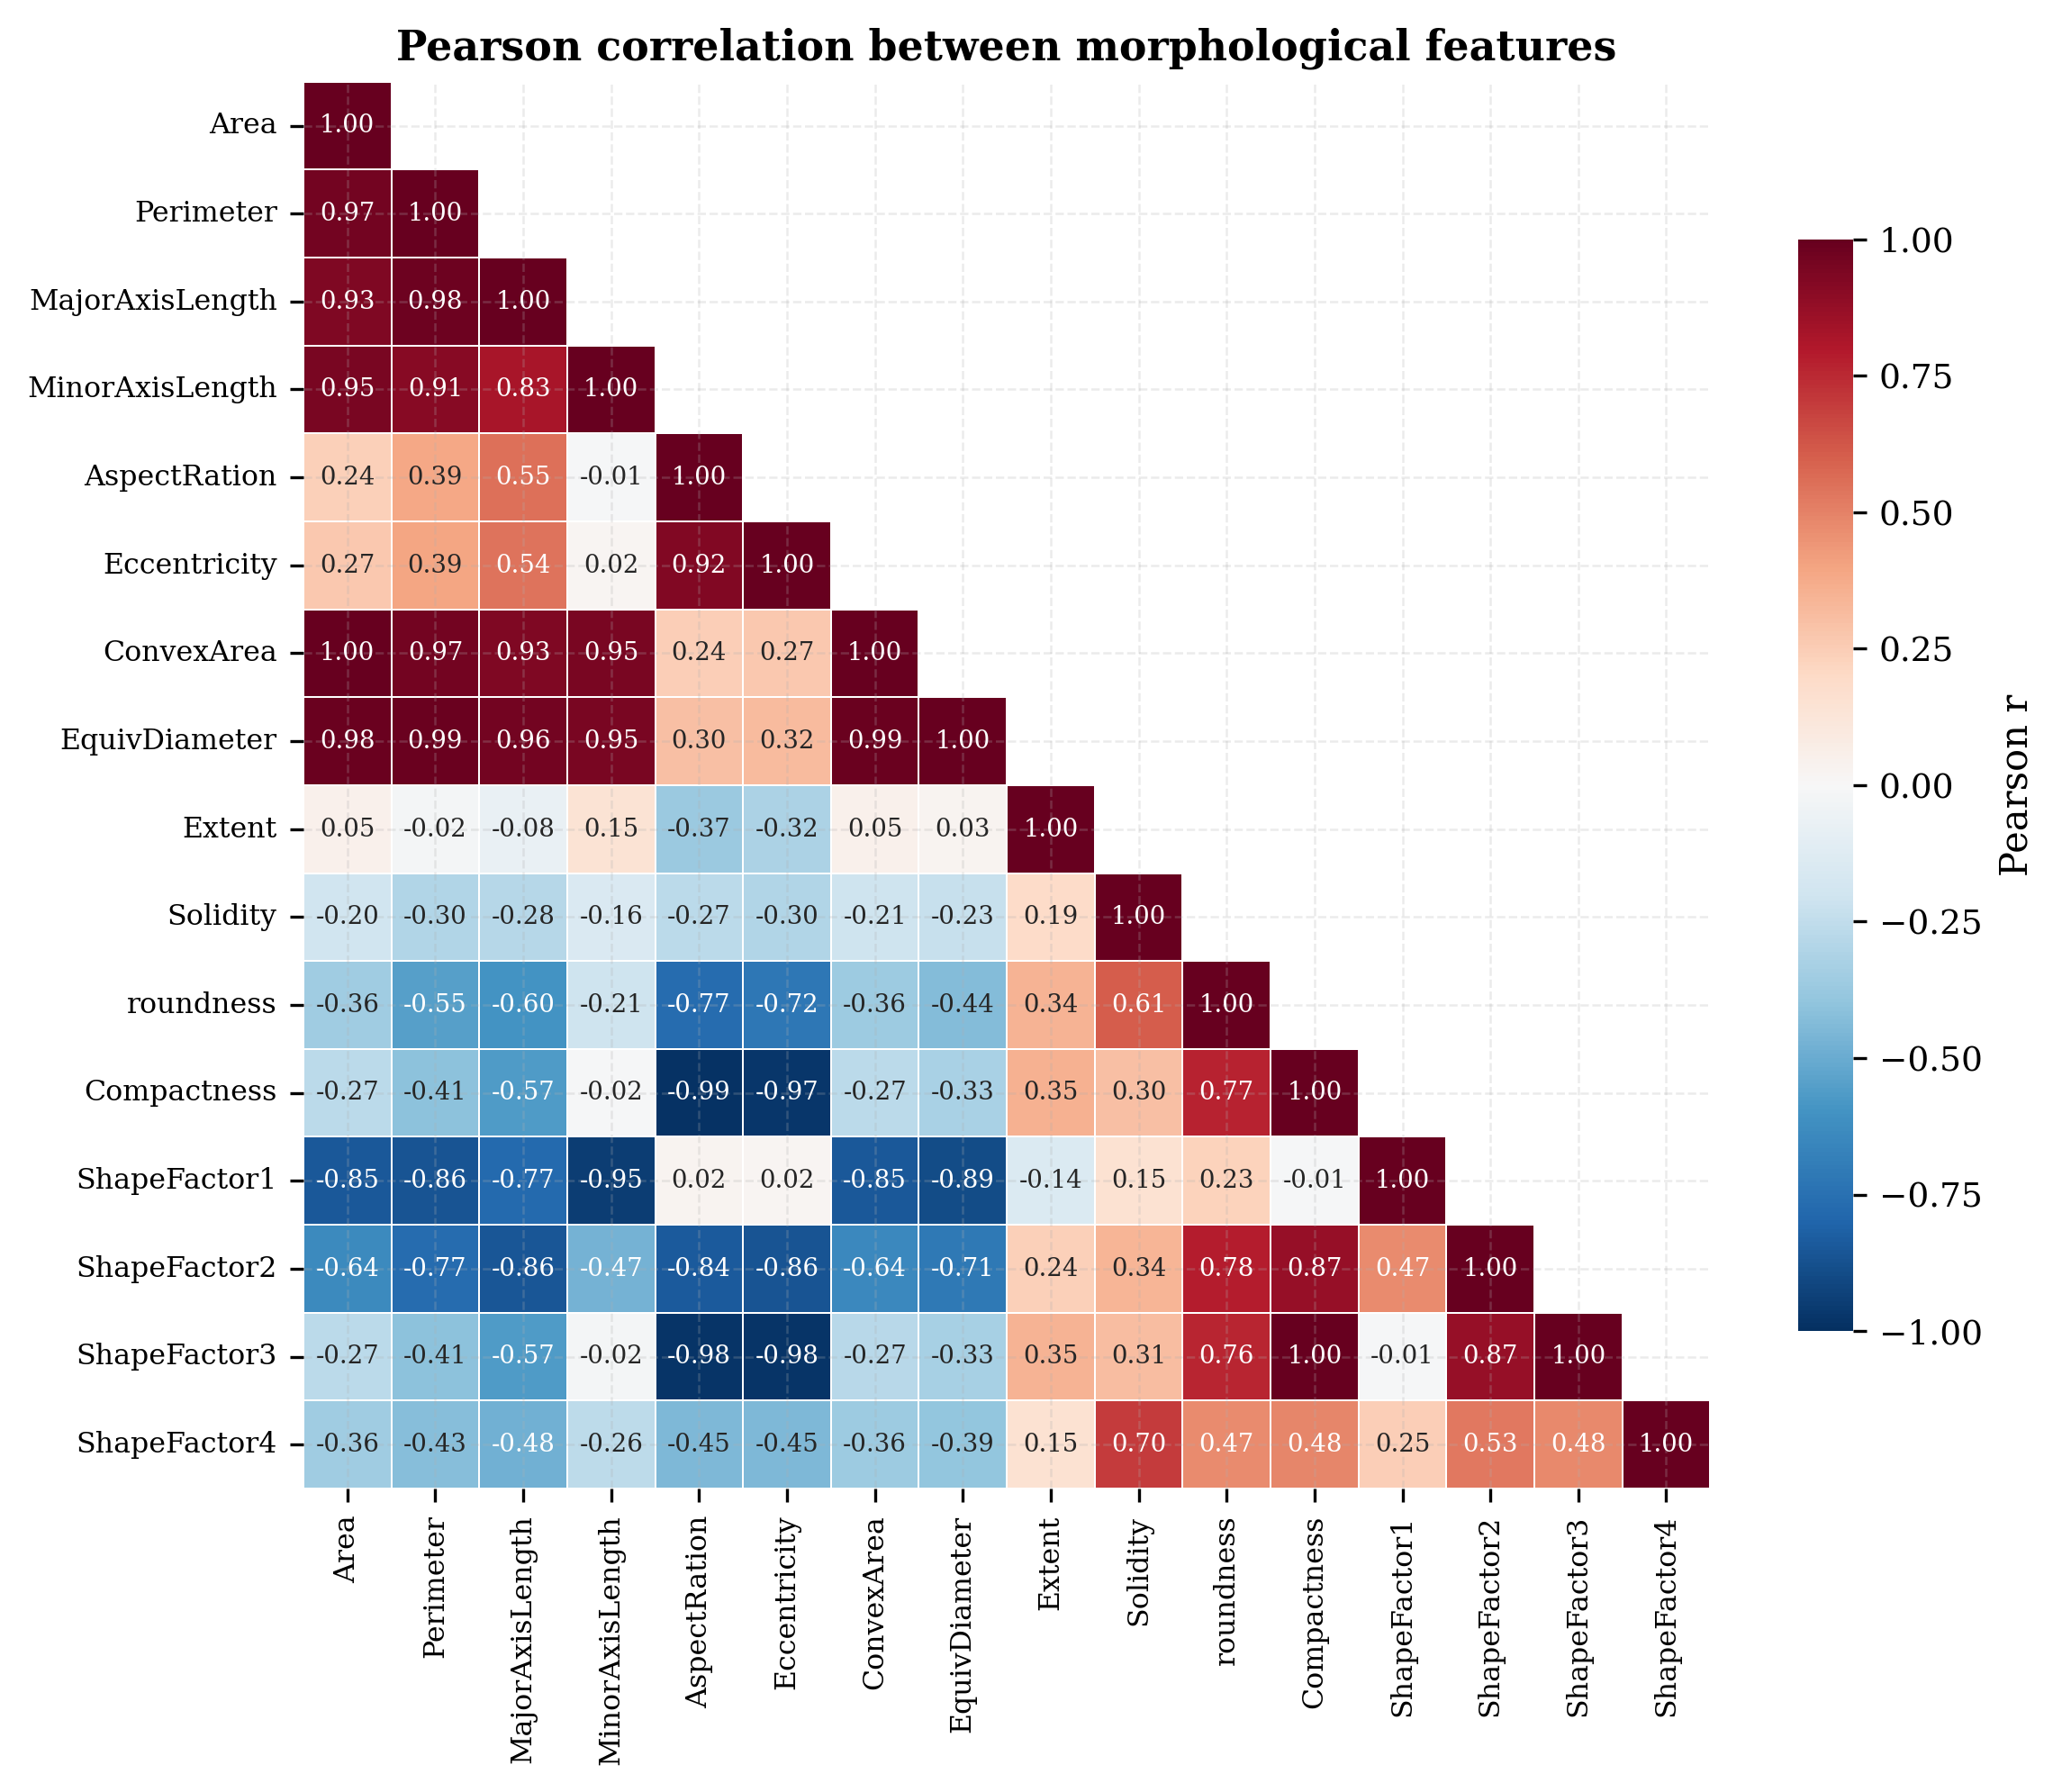 Pearson correlation between morphological features
Area 1.00
Perimeter 0.97 1.00
MajorAxisLength 0.93 0.98 1.00
MinorAxisLength 0.95 0.91 0.83 1.00
AspectRation 0.24 0.39 0.55 -0.01 1.00
Eccentricity 0.27 0.39 0.54 0.02 0.92 1.00
ConvexArea 1.00 0.97 0.93 0.95 0.24 0.27 1.00
EquivDiameter 0.98 0.99 0.96 0.95 0.30 0.32 0.99 1.00
Extent 0.05 -0.02 -0.08 0.15 -0.37 -0.32 0.05 0.03 1.00
Solidity -0.20 -0.30 -0.28 -0.16 -0.27 -0.30 -0.21 -0.23 0.19 1.00
roundness -0.36 -0.55 -0.60 -0.21 -0.77 -0.72 -0.36 -0.44 0.34 0.61 1.00
Compactness -0.27 -0.41 -0.57 -0.02 -0.99 -0.97 -0.27 -0.33 0.35 0.30 0.77 1.00
ShapeFactor1 -0.85 -0.86 -0.77 -0.95 0.02 0.02 -0.85 -0.89 -0.14 0.15 0.23 -0.01 1.00
ShapeFactor2 -0.64 -0.77 -0.86 -0.47 -0.84 -0.86 -0.64 -0.71 0.24 0.34 0.78 0.87 0.47 1.00
ShapeFactor3 -0.27 -0.41 -0.57 -0.02 -0.98 -0.98 -0.27 -0.33 0.35 0.31 0.76 1.00 -0.01 0.87 1.00
ShapeFactor4 -0.36 -0.43 -0.48 -0.26 -0.45 -0.45 -0.36 -0.39 0.15 0.70 0.47 0.48 0.25 0.53 0.48 1.00
Area
Perimeter
MajorAxisLength
MinorAxisLength
AspectRation
Eccentricity
ConvexArea
EquivDiameter
Extent
Solidity
roundness
Compactness
ShapeFactor1
ShapeFactor2
ShapeFactor3
ShapeFactor4
1.00
0.75
0.50
0.25
0.00
−0.25
−0.50
−0.75
−1.00
Pearson r